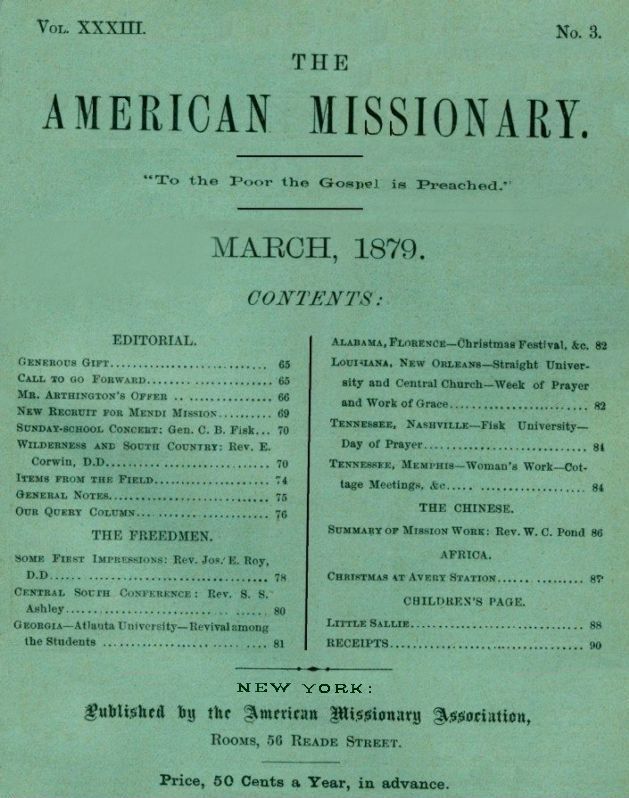 VOL. XXXIII.
No. 3.
THE
AMERICAN MISSIONARY.
"To the Poor the Gospel is Preached."
MARCH, 1879.
CONTENTS:
EDITORIAL.
GENEROUS GIFT.................................. 65
CALL TO GO FORWARD.......................... 65
MR. ARTHINGTON'S OFFER .. .................. 66
NEW RECRUIT FOR MENDI MISSION........... 69
SUNDAY-SCHOOL CONCERT: Gen. C. B. Fisk... 70
WILDERNESS AND SOUTH COUNTRY: Rev. E.
Corwin, D.D.................................... 70
ITEMS FROM THE FIELD........................ 74
GENERAL NOTES................................. 75
OUR QUERY COLUMN........................... 76
THE FREEDMEN.
SOME FIRST IMPRESSIONS: Rev. Jos. E. Roy,
D.D............................................. 78
CENTRAL SOUTH CONFERENCE: Rev. S. S.
Ashley.......................................... 80
GEORGIA—Atlanta University—Revival among
the Students .................................. 81
ALABAMA, FLORENCE—Christmas Festival, &c. 82
LOUISIANA, NEW ORLEANS—Straight Univer-
sity and Central Church—Week of Prayer
and Work of Grace............................. 82
TENNESSEE, NASHVILLE—Fisk University—
Day of Prayer.................................. 84
TENNESSEE, MEMPHIS—Woman's Work—Cot-
tage Meetings, &c.............................. 84
THE CHINESE.
SUMMARY OF MISSION WORK: Rev. W. C. Pond 86
AFRICA.
CHRISTMAS AT AVERY STATION................ 87
CHILDREN'S PAGE.
LITTLE SALLIE................................... 88
RECEIPTS........................................ 90
NEW YORK:
Published by the American Missionary Association,
ROOMS, 56 READE STREET.
Price, 50 Cents a Year, in advance.